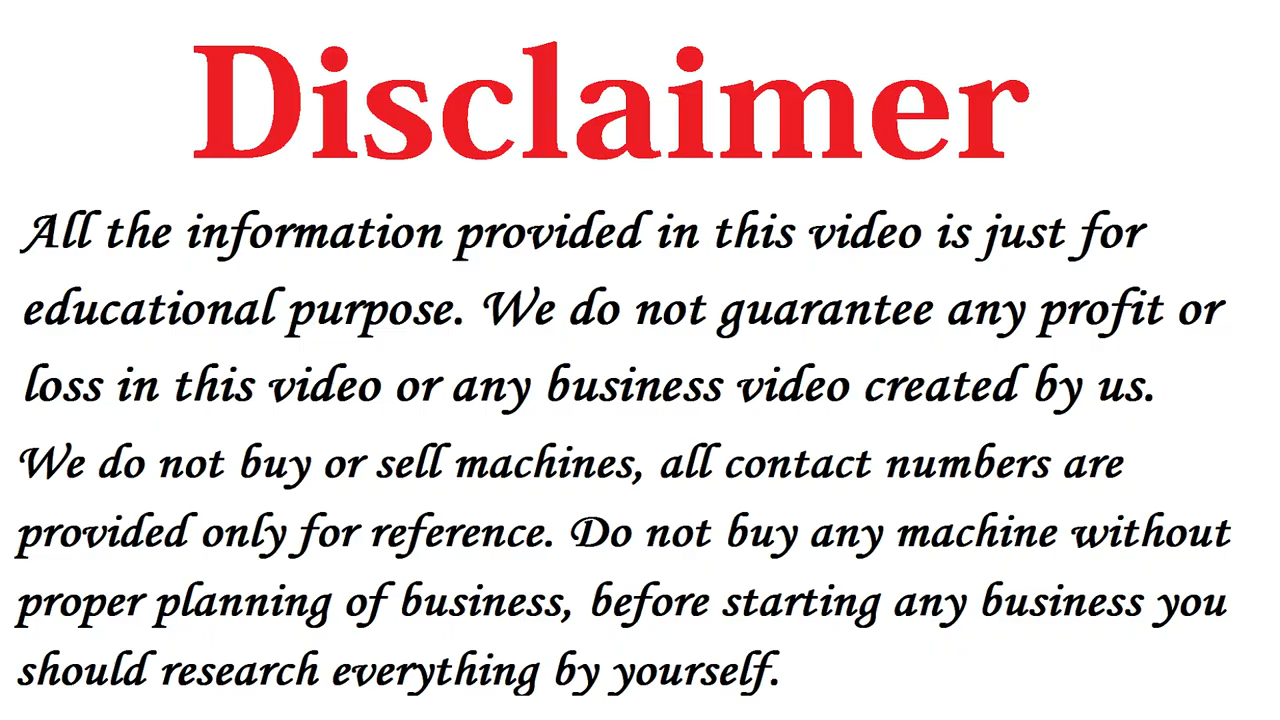 Disclaimer
All the information provided in this video is just for
educational purpose. We do not guarantee any profit or
loss in this video or any business video created by us.
We do not buy or sell machines, all contact numbers are
provided only for reference. Do not buy any machine without
proper planning of business, before starting any business you
should research everything by yourself.